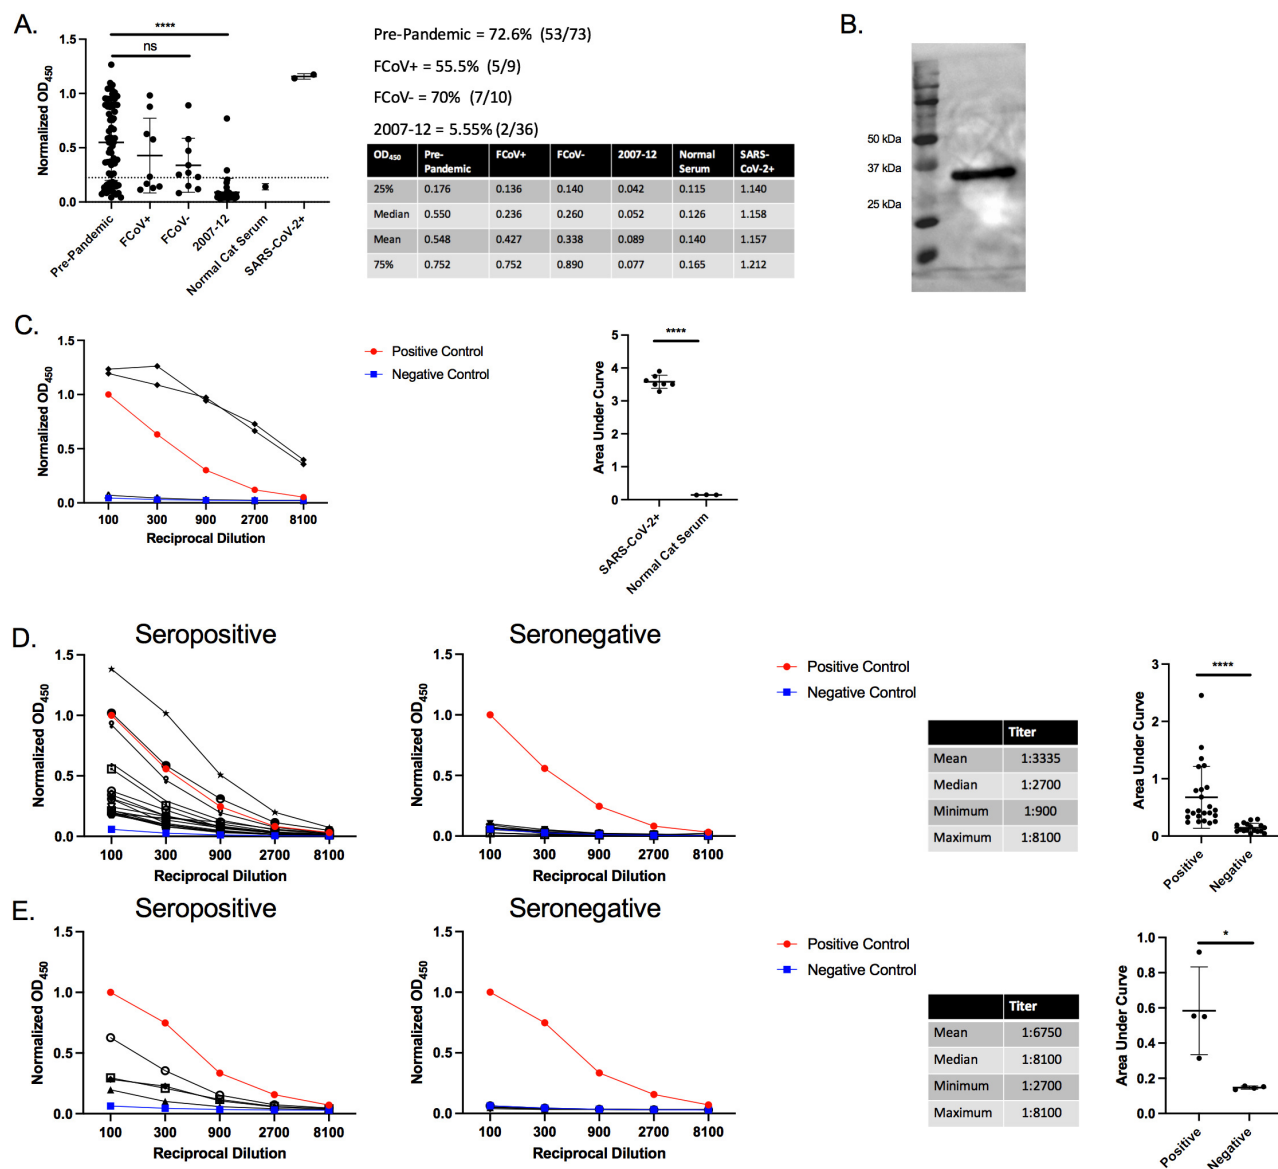 A.
****
ns
1.5
1.0
0.5
0.0
Normalized OD450
Pre-Pandemic
FCoV+
FCoV-
2007-12
Normal Cat Serum
SARS-CoV-2+
Pre-Pandemic = 72.6% (53/73)
FCoV+ = 55.5% (5/9)
FCoV- = 70% (7/10)
2007-12 = 5.55% (2/36)
OD450 Pre-Pandemic FCoV+ FCoV- 2007-12 Normal Serum SARS-CoV-2+
25% 0.176 0.136 0.140 0.042 0.115 1.140
Median 0.550 0.236 0.260 0.052 0.126 1.158
Mean 0.548 0.427 0.338 0.089 0.140 1.157
75% 0.752 0.752 0.890 0.077 0.165 1.212
B.
50 kDa
37 kDa
25 kDa
C.
1.5
1.0
0.5
0.0
Normalized OD450
100 300 900 2700 8100
Reciprocal Dilution
Positive Control
Negative Control
****
5
4
3
2
1
0
Area Under Curve
SARS-CoV-2+
Normal Cat Serum
D.
Seropositive
1.5
1.0
0.5
0.0
Normalized OD450
100 300 900 2700 8100
Reciprocal Dilution
Seronegative
1.5
1.0
0.5
0.0
Normalized OD450
100 300 900 2700 8100
Reciprocal Dilution
Positive Control
Negative Control
Titer
Mean 1:3335
Median 1:2700
Minimum 1:900
Maximum 1:8100
****
3
2
1
0
Area Under Curve
Positive
Negative
E.
Seropositive
1.5
1.0
0.5
0.0
Normalized OD450
100 300 900 2700 8100
Reciprocal Dilution
Seronegative
1.5
1.0
0.5
0.0
Normalized OD450
100 300 900 2700 8100
Reciprocal Dilution
Positive Control
Negative Control
Titer
Mean 1:6750
Median 1:8100
Minimum 1:2700
Maximum 1:8100
*
1.0
0.8
0.6
0.4
0.2
0.0
Area Under Curve
Positive
Negative